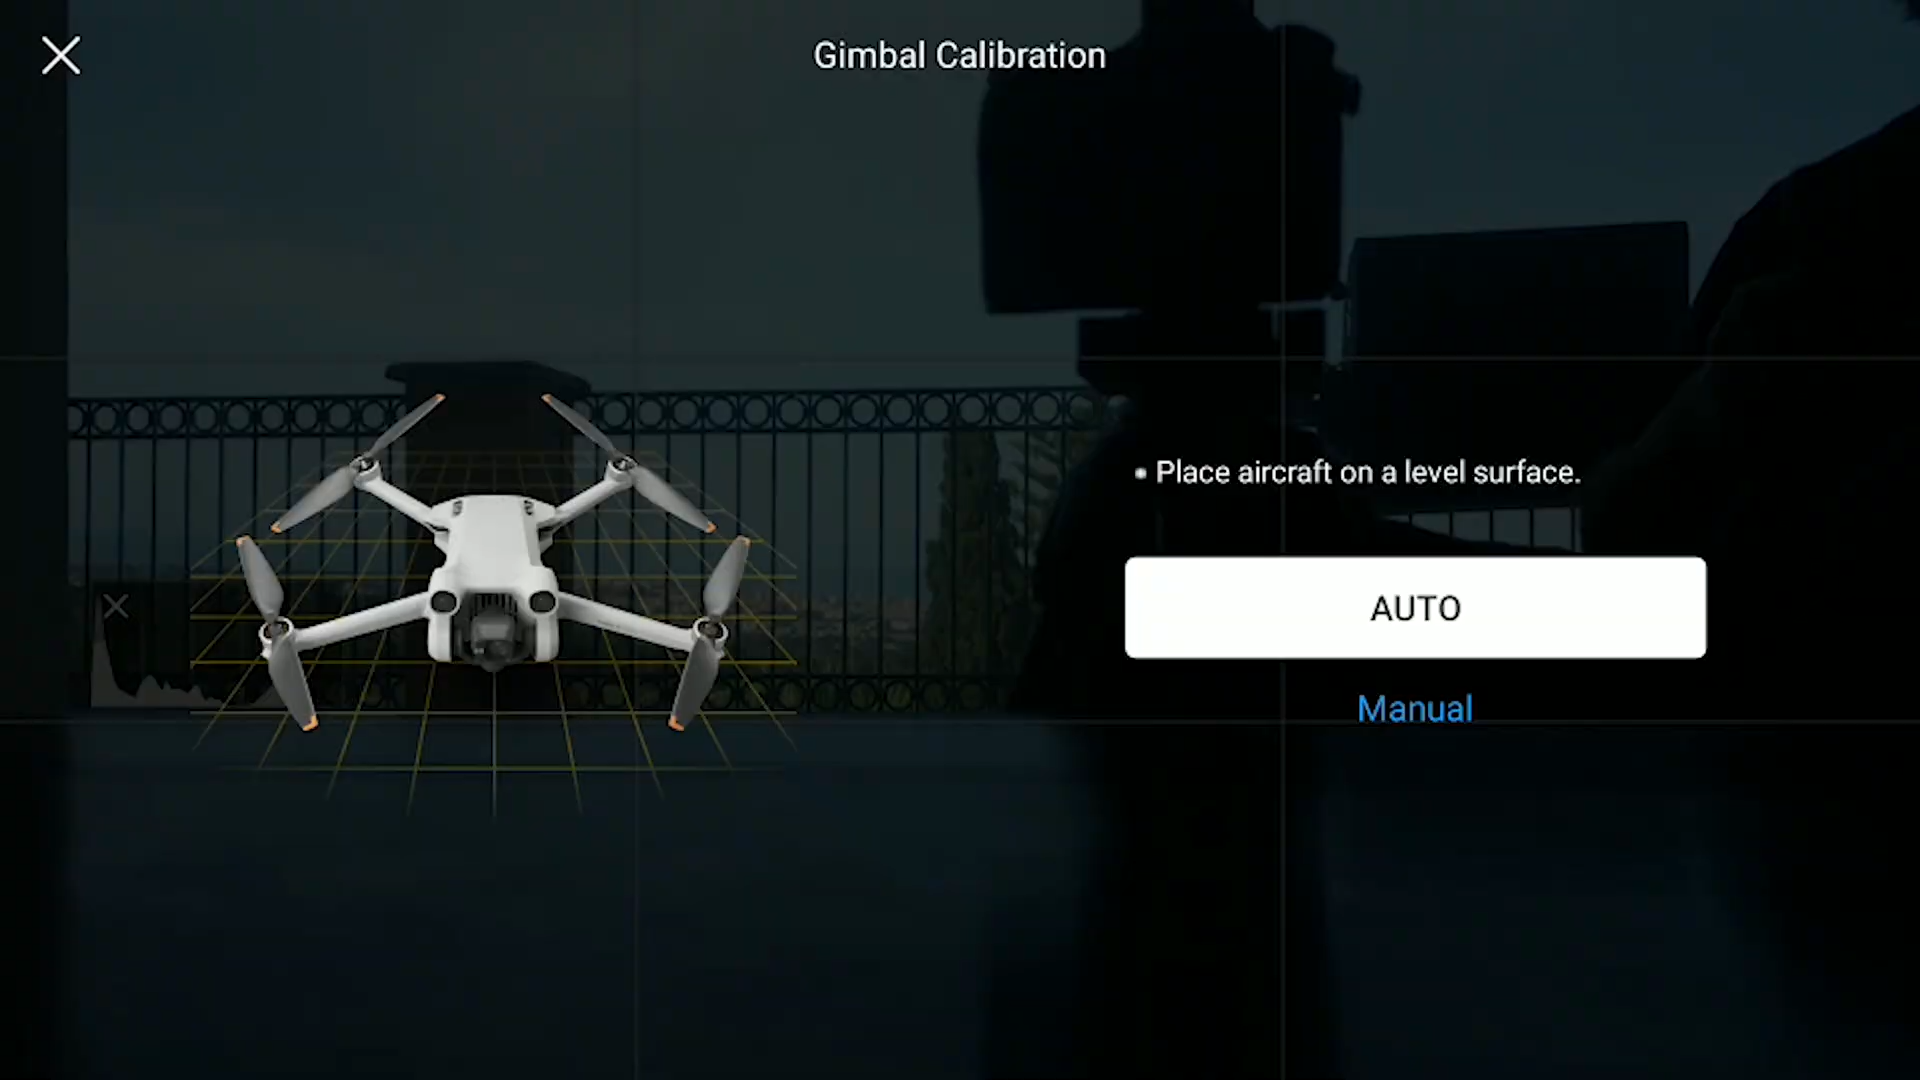 Gimbal Calibration
• Place aircraft on a level surface.
AUTO
Manual